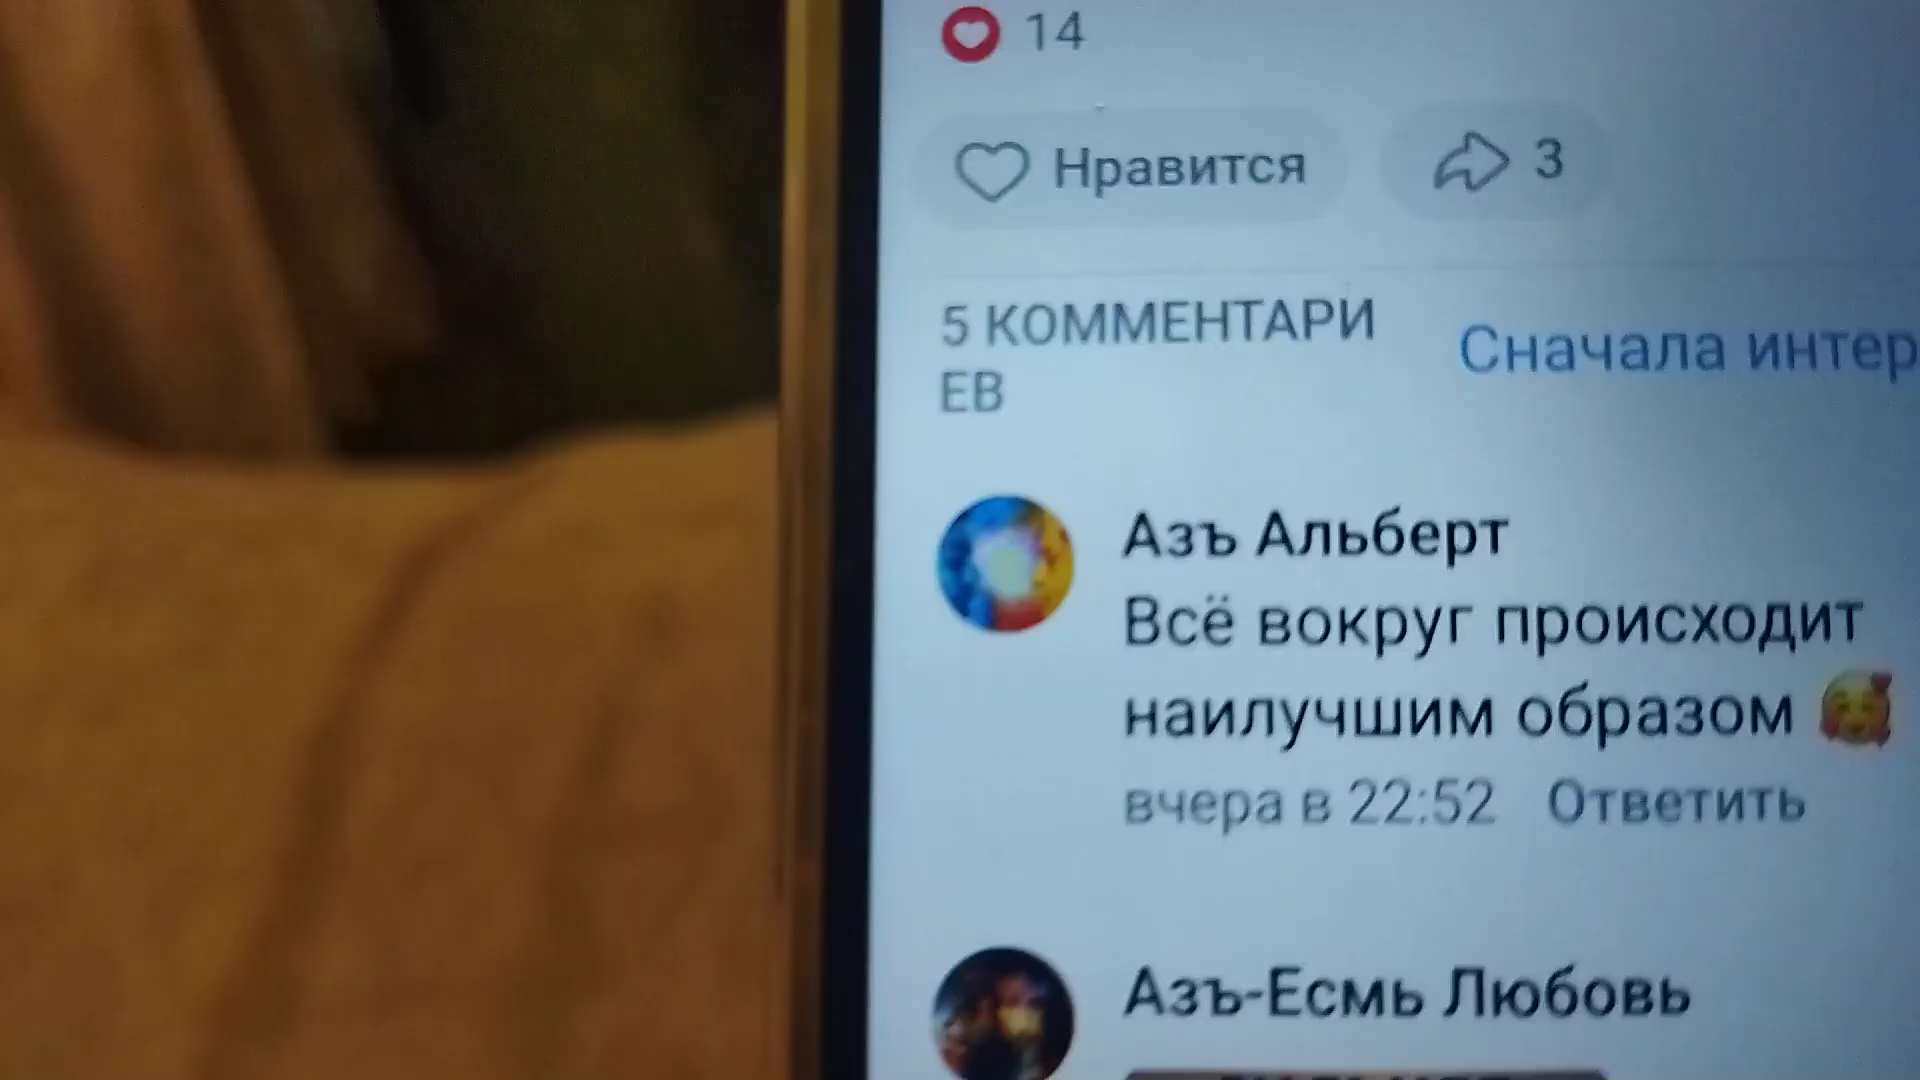 14
Нравится
3
5 КОММЕНТАРИ
ЕВ
Сначала интер
Азъ Альберт
Всё вокруг происходит
наилучшим образом 🥰
вчера в 22:52 Ответить
Азъ-Есмь Любовь